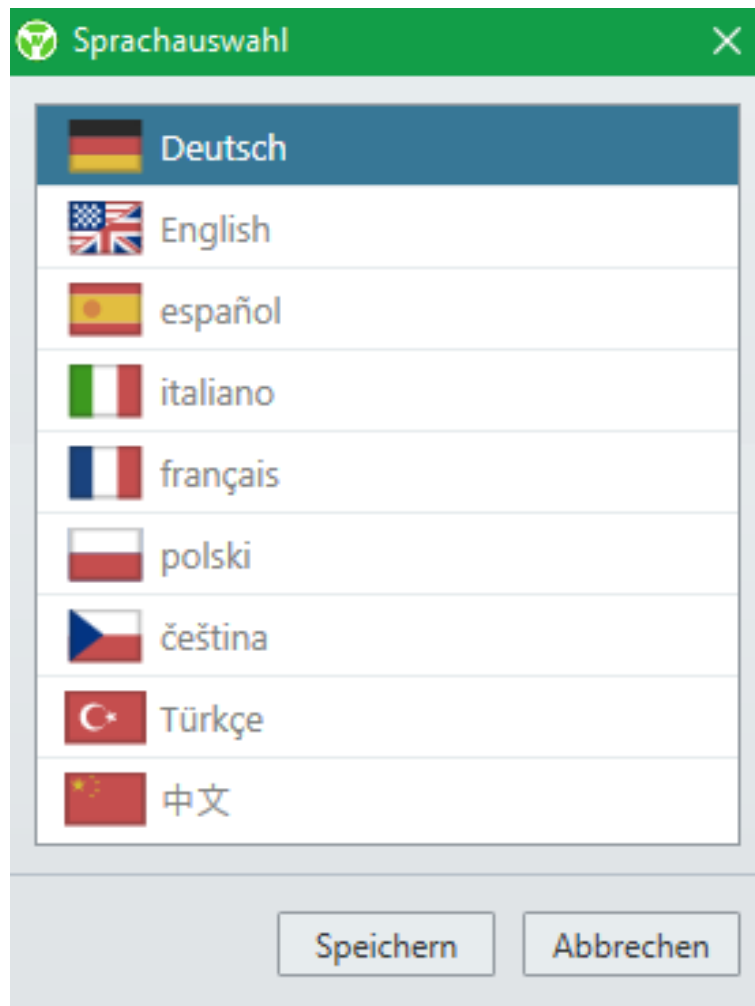 Sprachauswahl
Deutsch
English
español
italiano
français
polski
čeština
Türkçe
中文
Speichern Abbrechen